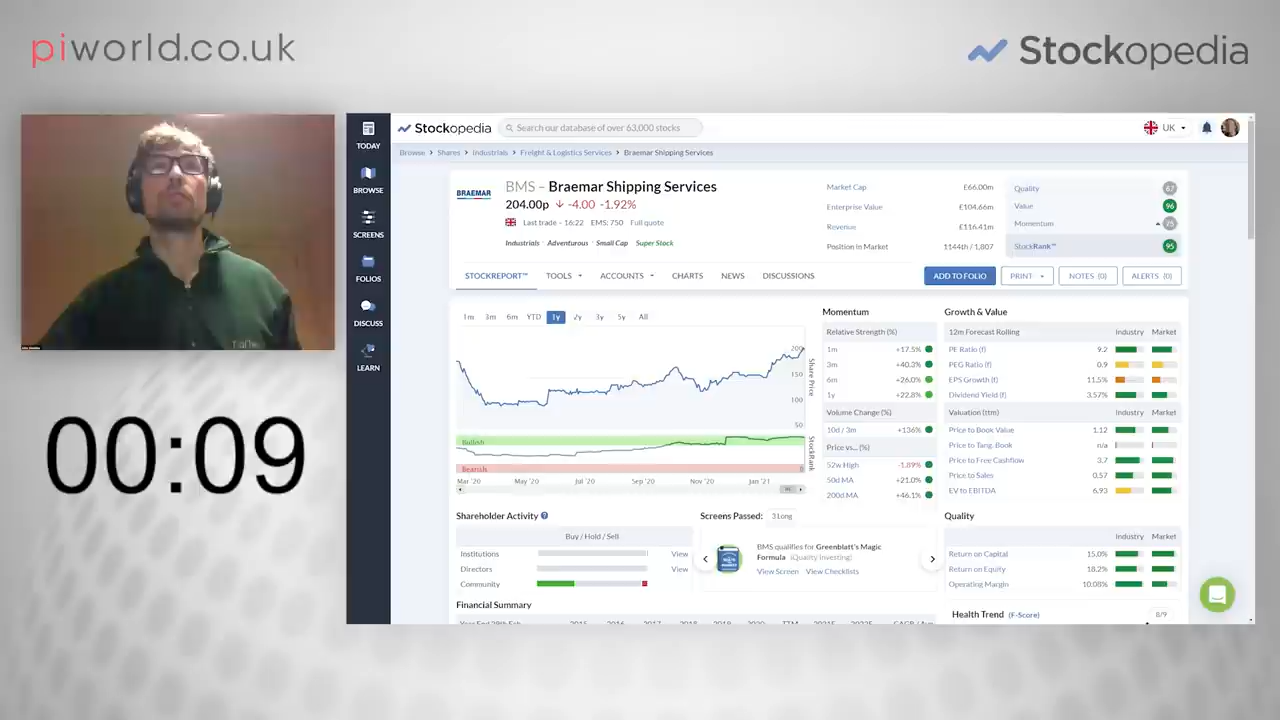 piworld.co.uk
Stockopedia
00:09
TODAY
BROWSE
SCREENS
FOLIOS
DISCUSS
LEARN
Stockopedia
Search our database of over 63,000 stocks
UK
Browse > Shares > Industrials > Freight & Logistics Services > Braemar Shipping Services
BRAEMAR
BMS – Braemar Shipping Services
204.00p ↓ -4.00 -1.92%
Last trade - 16:22 EMS: 750 Full quote
Industrials Adventurous Small Cap Super Stock
Market Cap £66.00m
Enterprise Value £104.66m
Revenue £116.41m
Position in Market 1144th / 1,807
Quality 67
Value 96
Momentum 75
StockRank™ 95
STOCKREPORT™ TOOLS ACCOUNTS CHARTS NEWS DISCUSSIONS
ADD TO FOLIO PRINT NOTES (0) ALERTS (0)
1m 3m 6m YTD 1y 2y 3y 5y All
200
150
100
50
Share Price
Bullish
Bearish
StockRank
0
Mar '20 May '20 Jul '20 Sep '20 Nov '20 Jan '21
Momentum
Relative Strength (%)
1m +17.5%
3m +40.3%
6m +26.0%
1y +22.8%
Volume Change (%)
10d / 3m +136%
Price vs... (%)
52w High -1.89%
50d MA +21.0%
200d MA +46.1%
Growth & Value
12m Forecast Rolling Industry Market
PE Ratio (f) 9.2
PEG Ratio (f) 0.9
EPS Growth (f) 11.5%
Dividend Yield (f) 3.57%
Valuation (ttm) Industry Market
Price to Book Value 1.12
Price to Tang. Book n/a
Price to Free Cashflow 3.7
Price to Sales 0.57
EV to EBITDA 6.93
Shareholder Activity
Buy / Hold / Sell
Institutions View
Directors View
Community
Screens Passed: 3 Long
BMS qualifies for Greenblatt's Magic
Formula (Quality Investing)
View Screen View Checklists
Quality
Industry Market
Return on Capital 15.0%
Return on Equity 18.2%
Operating Margin 10.08%
Health Trend (F-Score) 8/9
Financial Summary